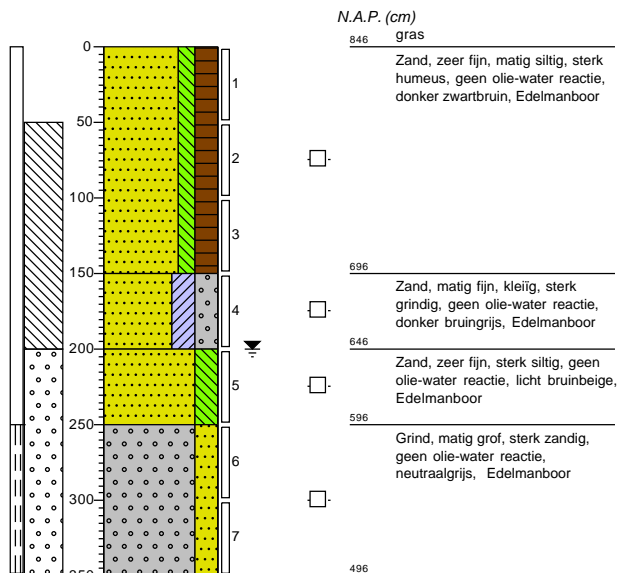 N.A.P. (cm)
846
gras
0
Zand, zeer fijn, matig siltig, sterk
humeus, geen olie-water reactie,
donker zwartbruin, Edelmanboor
1
50
2
100
3
150
696
Zand, matig fijn, kleiïg, sterk
grindig, geen olie-water reactie,
donker bruingrijs, Edelmanboor
4
200
646
Zand, zeer fijn, sterk siltig, geen
olie-water reactie, licht bruinbeige,
Edelmanboor
5
250
596
Grind, matig grof, sterk zandig,
geen olie-water reactie,
neutraalgrijs, Edelmanboor
6
300
7
350
496